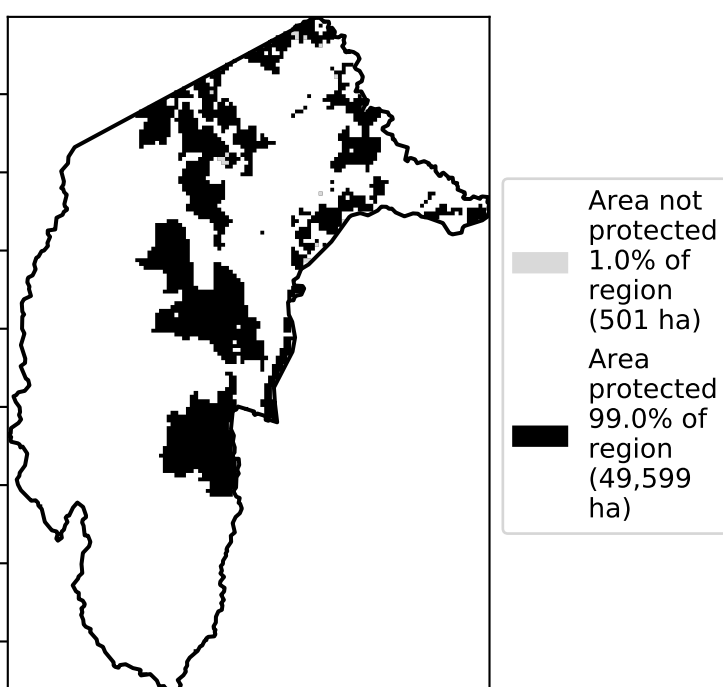 Area not
protected
1.0% of
region
(501 ha)
Area
protected
99.0% of
region
(49,599
ha)